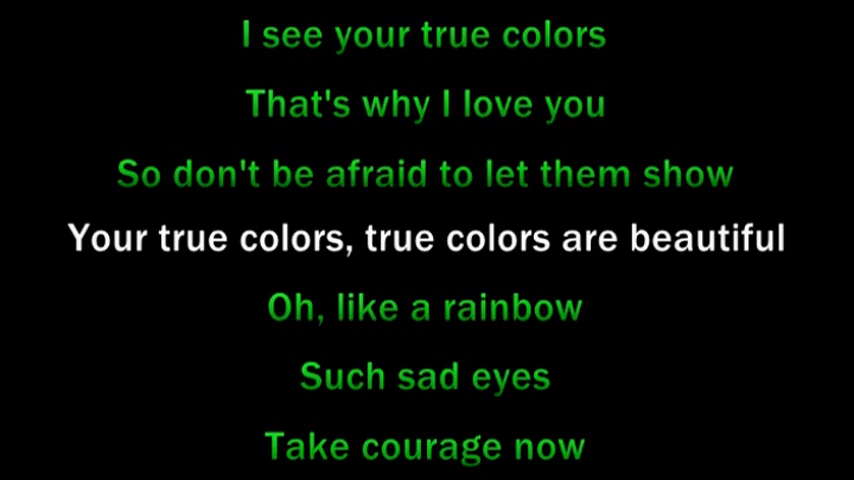 I see your true colors
That's why I love you
So don't be afraid to let them show
Your true colors, true colors are beautiful
Oh, like a rainbow
Such sad eyes
Take courage now